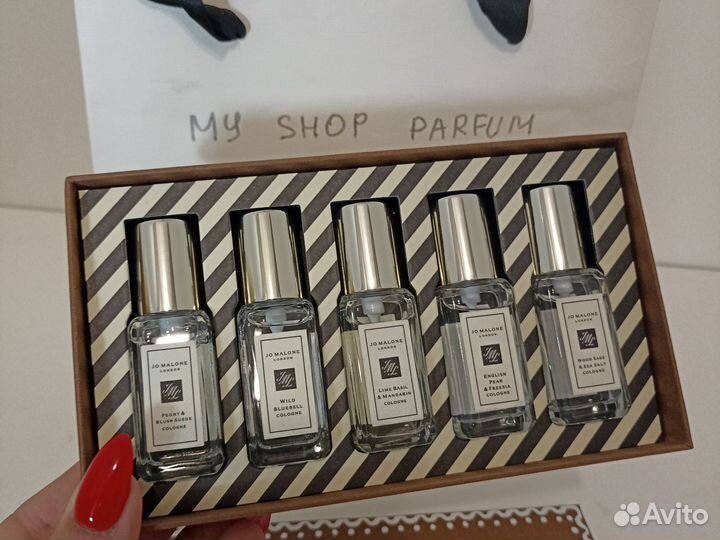 MY SHOP PARFUM
JO MALONE
LONDON
PEONY &
BLUSH SUEDE
COLOGNE
JO MALONE
LONDON
WILD
BLUEBELL
COLOGNE
JO MALONE
LONDON
LIME BASIL
& MANDARIN
COLOGNE
JO MALONE
LONDON
ENGLISH
PEAR
& FREESIA
COLOGNE
JO MALONE
LONDON
WOOD SAGE
& SEA SALT
COLOGNE
Avito